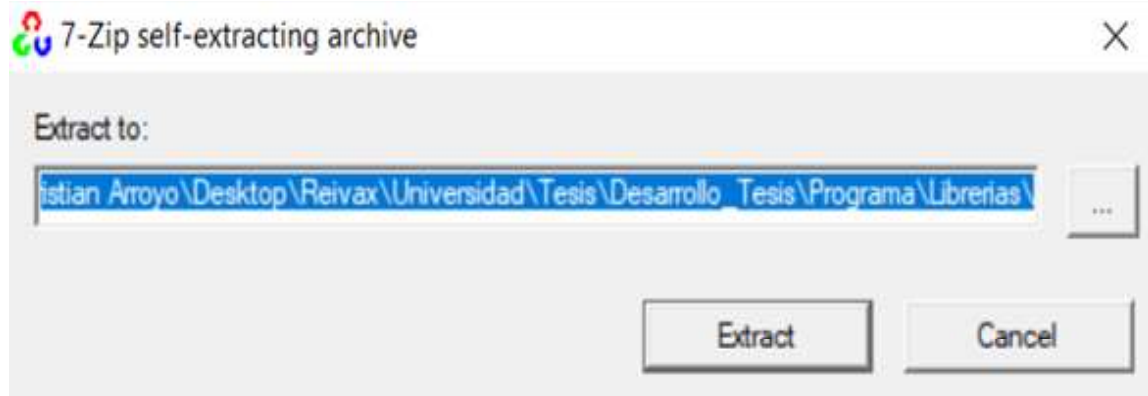 7-Zip self-extracting archive
Extract to:
istian Arroyo\Desktop\Reivax\Universidad\Tesis\Desarrollo_Tesis\Programa\Librerias\
...
Extract
Cancel